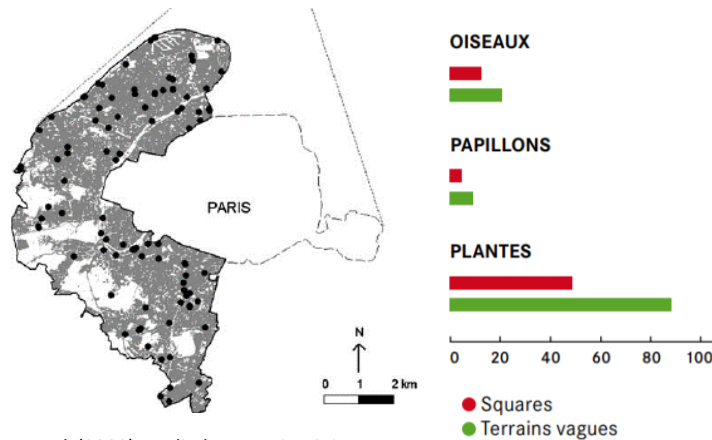 PARIS
N
0 1 2 km
OISEAUX
PAPILLONS
PLANTES
0 20 40 60 80 100
Squares
Terrains vagues